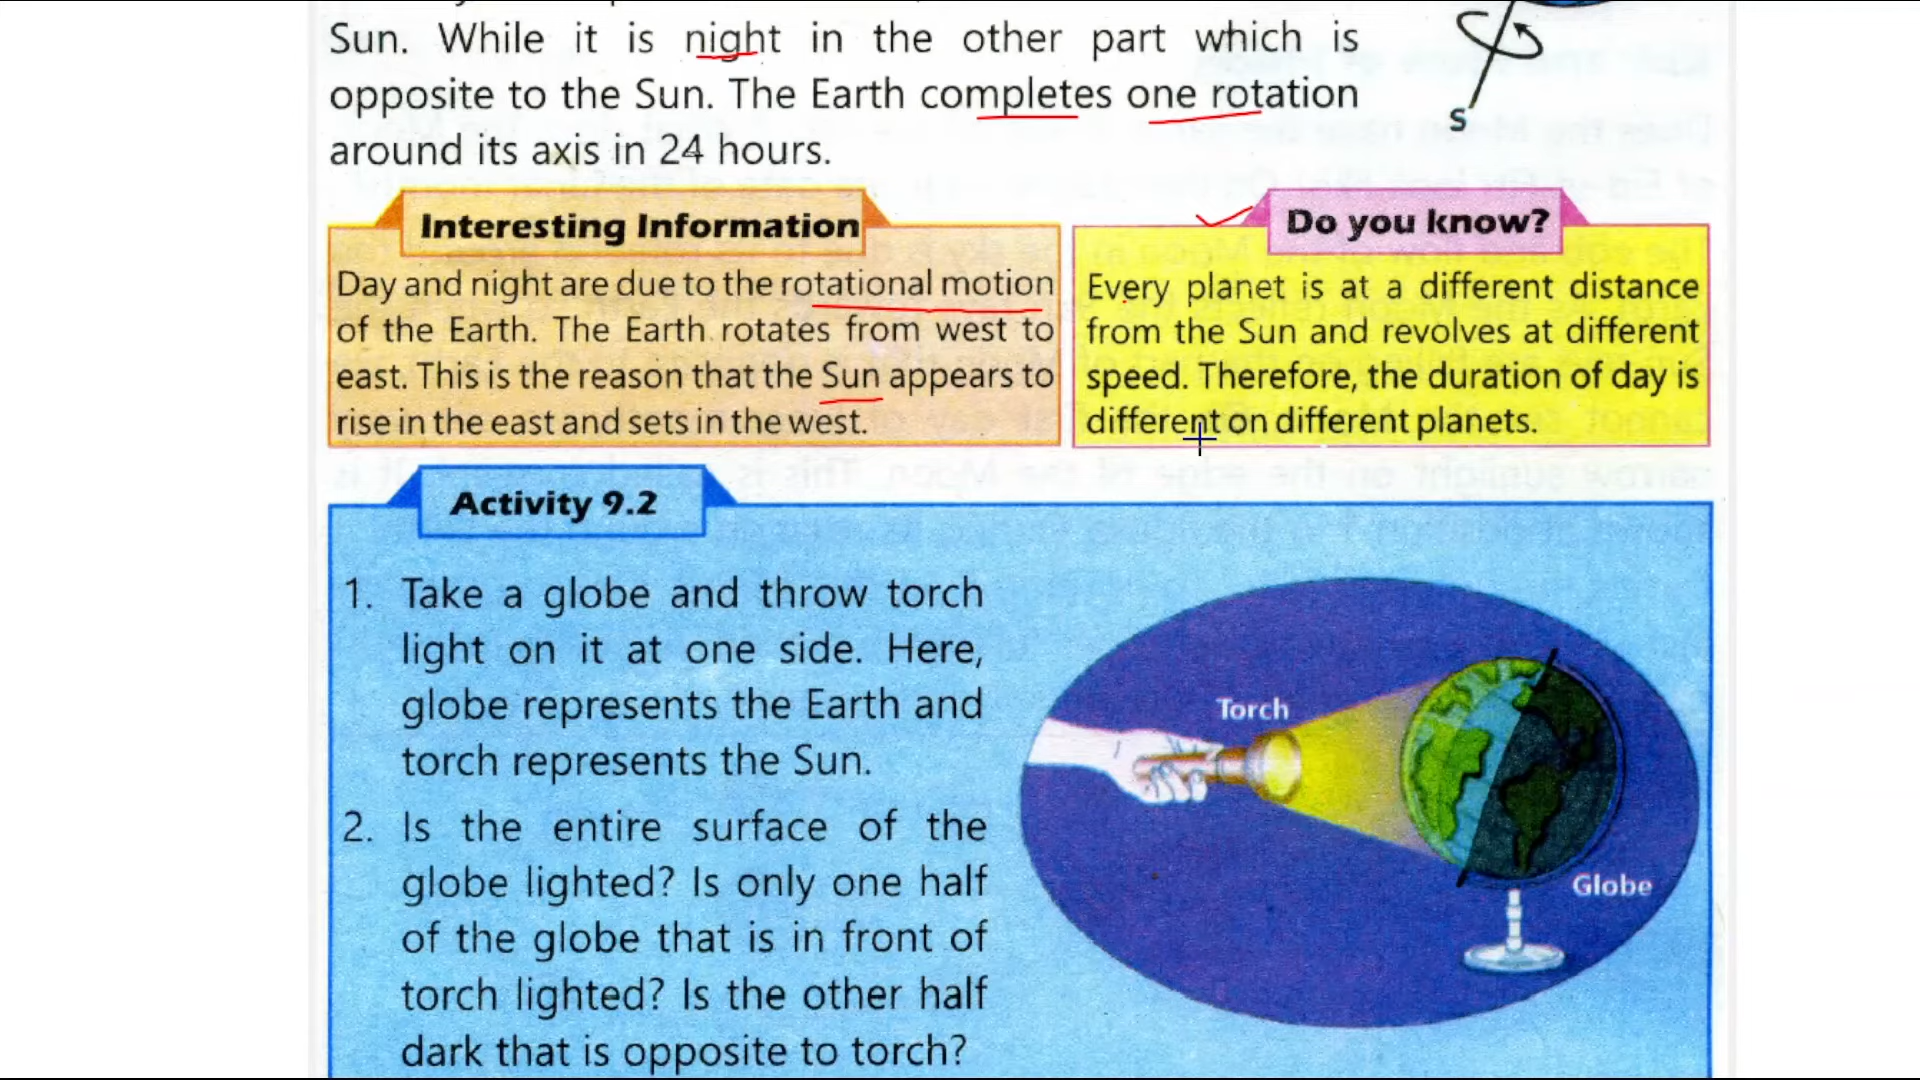 Sun. While it is night in the other part which is
opposite to the Sun. The Earth completes one rotation
around its axis in 24 hours.
S
Interesting Information
Day and night are due to the rotational motion
of the Earth. The Earth rotates from west to
east. This is the reason that the Sun appears to
rise in the east and sets in the west.
Do you know?
Every planet is at a different distance
from the Sun and revolves at different
speed. Therefore, the duration of day is
different on different planets.
Activity 9.2
1. Take a globe and throw torch
light on it at one side. Here,
globe represents the Earth and
torch represents the Sun.
2. Is the entire surface of the
globe lighted? Is only one half
of the globe that is in front of
torch lighted? Is the other half
dark that is opposite to torch?
Torch
Globe